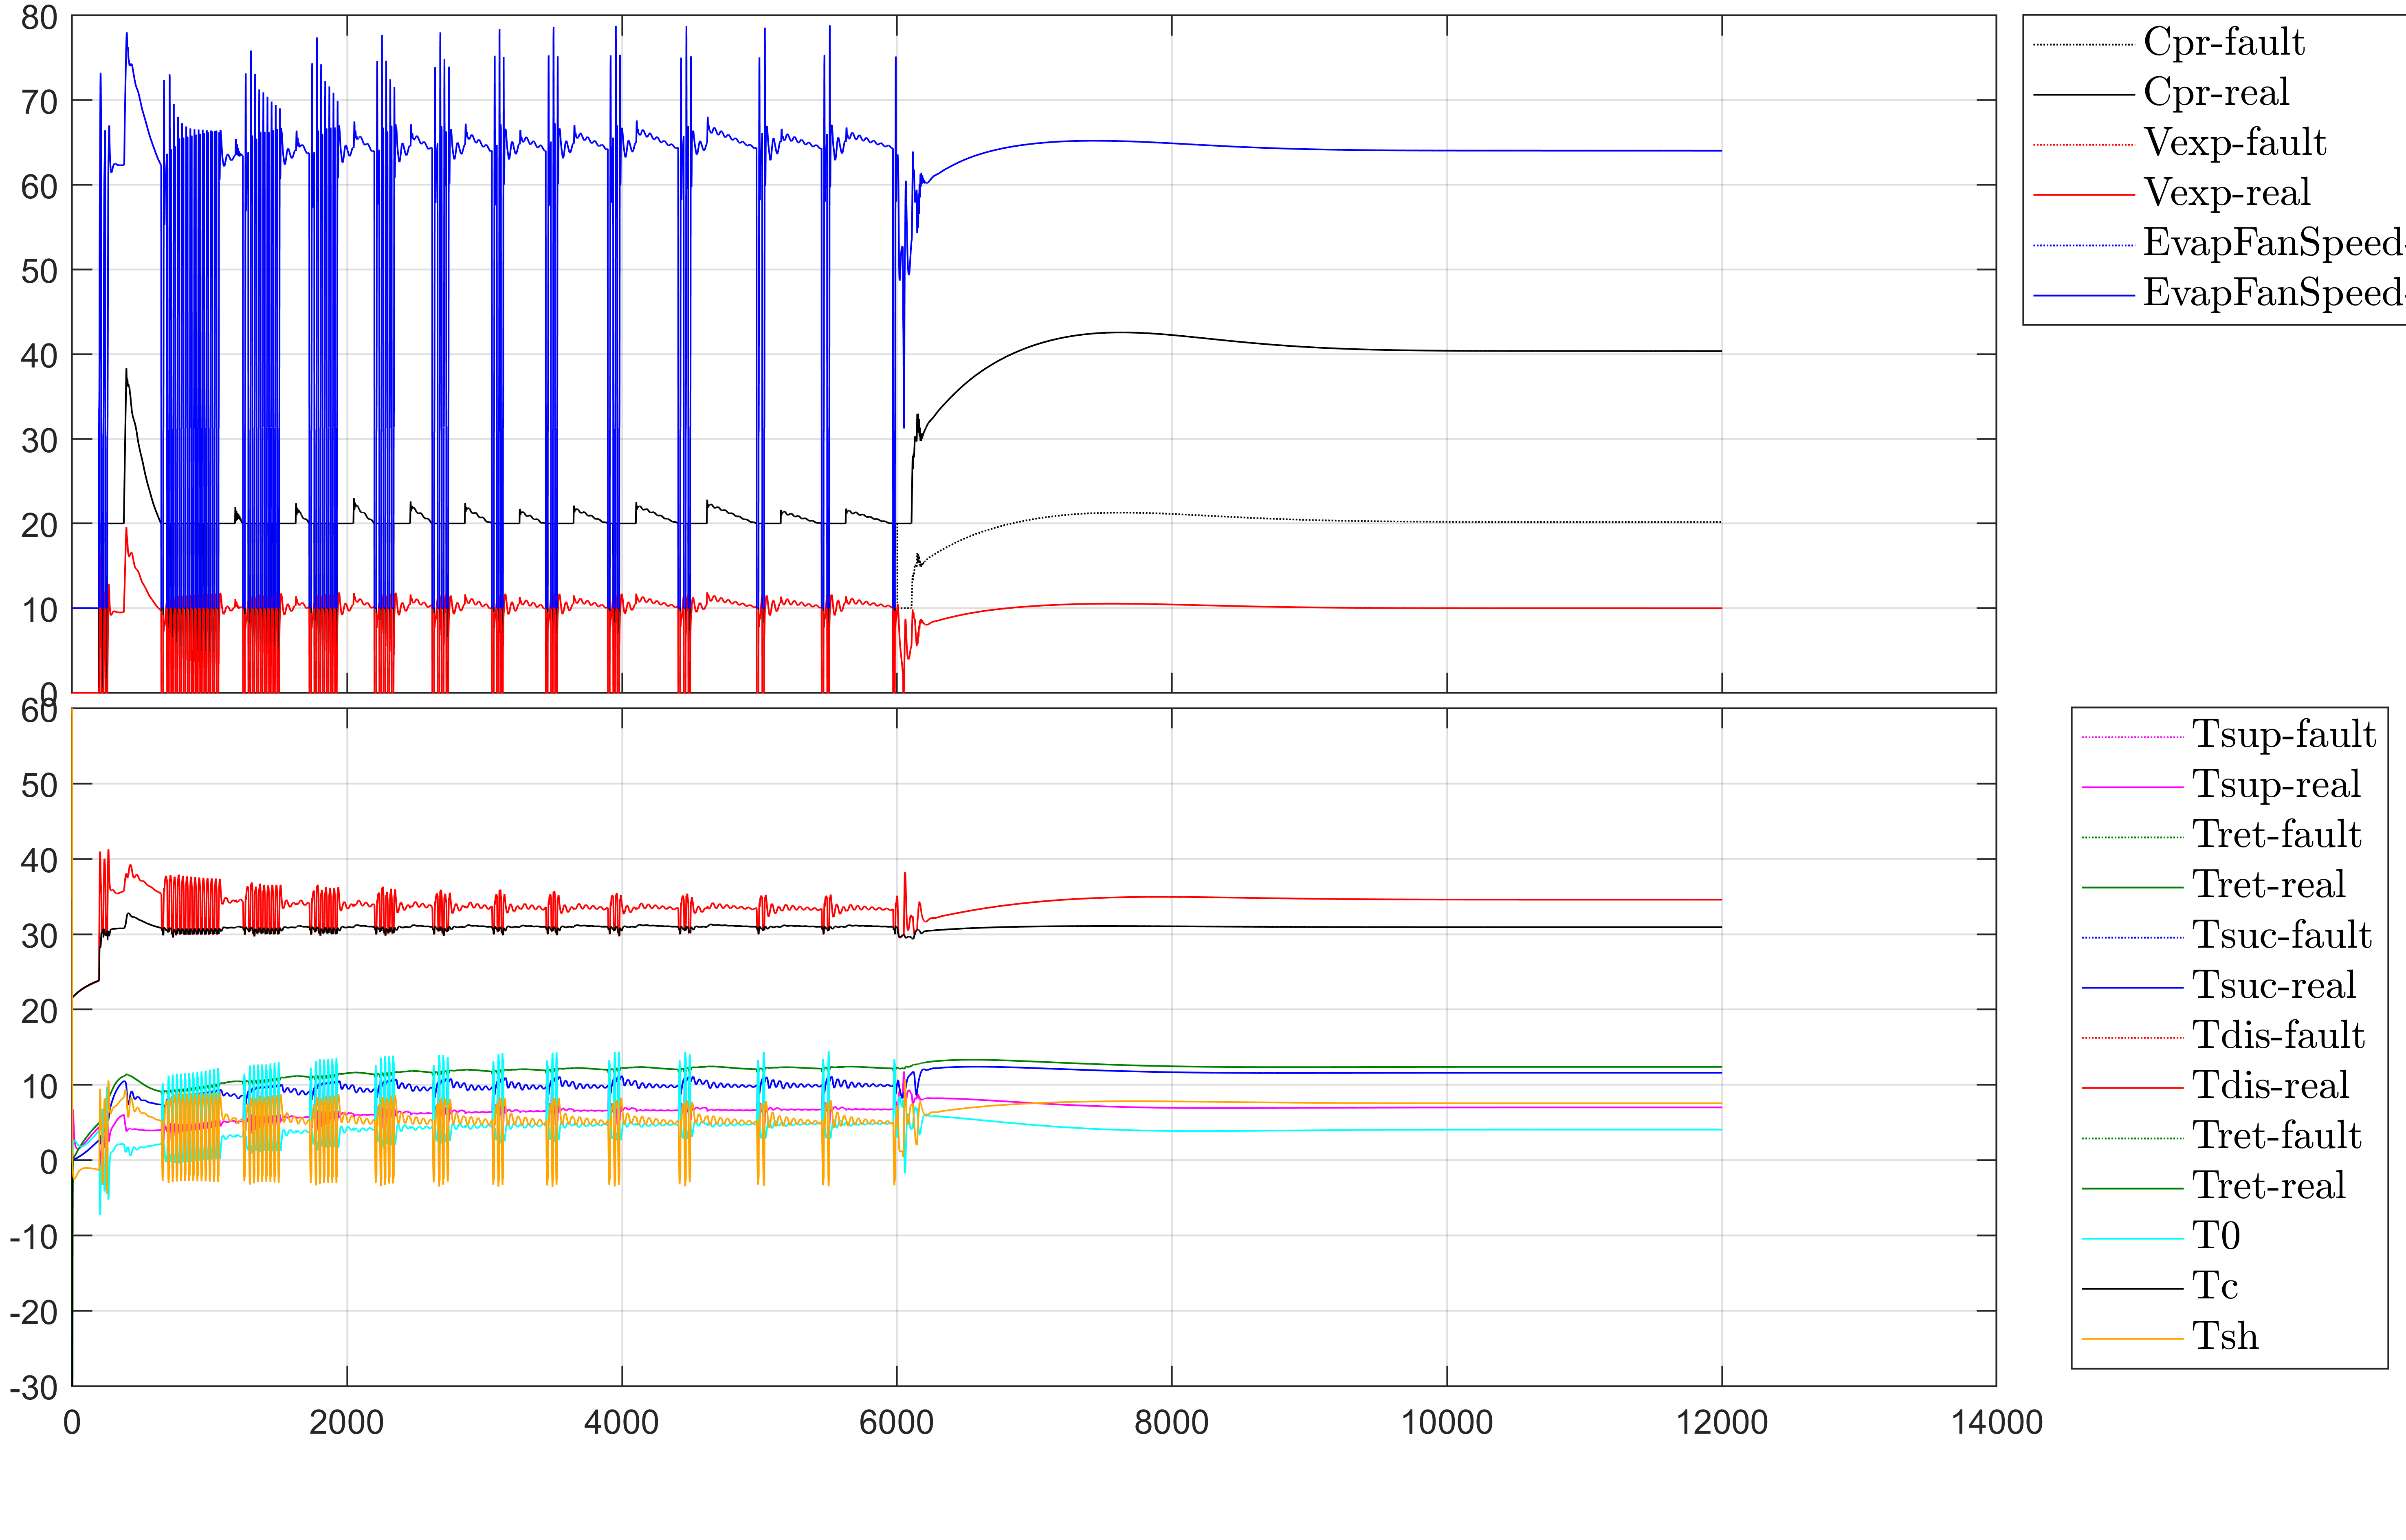 80
70
60
50
40
30
20
10
0
Cpr-fault
Cpr-real
Vexp-fault
Vexp-real
EvapFanSpeed-
EvapFanSpeed-
60
50
40
30
20
10
0
-10
-20
-30
0 2000 4000 6000 8000 10000 12000 14000
Tsup-fault
Tsup-real
Tret-fault
Tret-real
Tsuc-fault
Tsuc-real
Tdis-fault
Tdis-real
Tret-fault
Tret-real
T0
Tc
Tsh